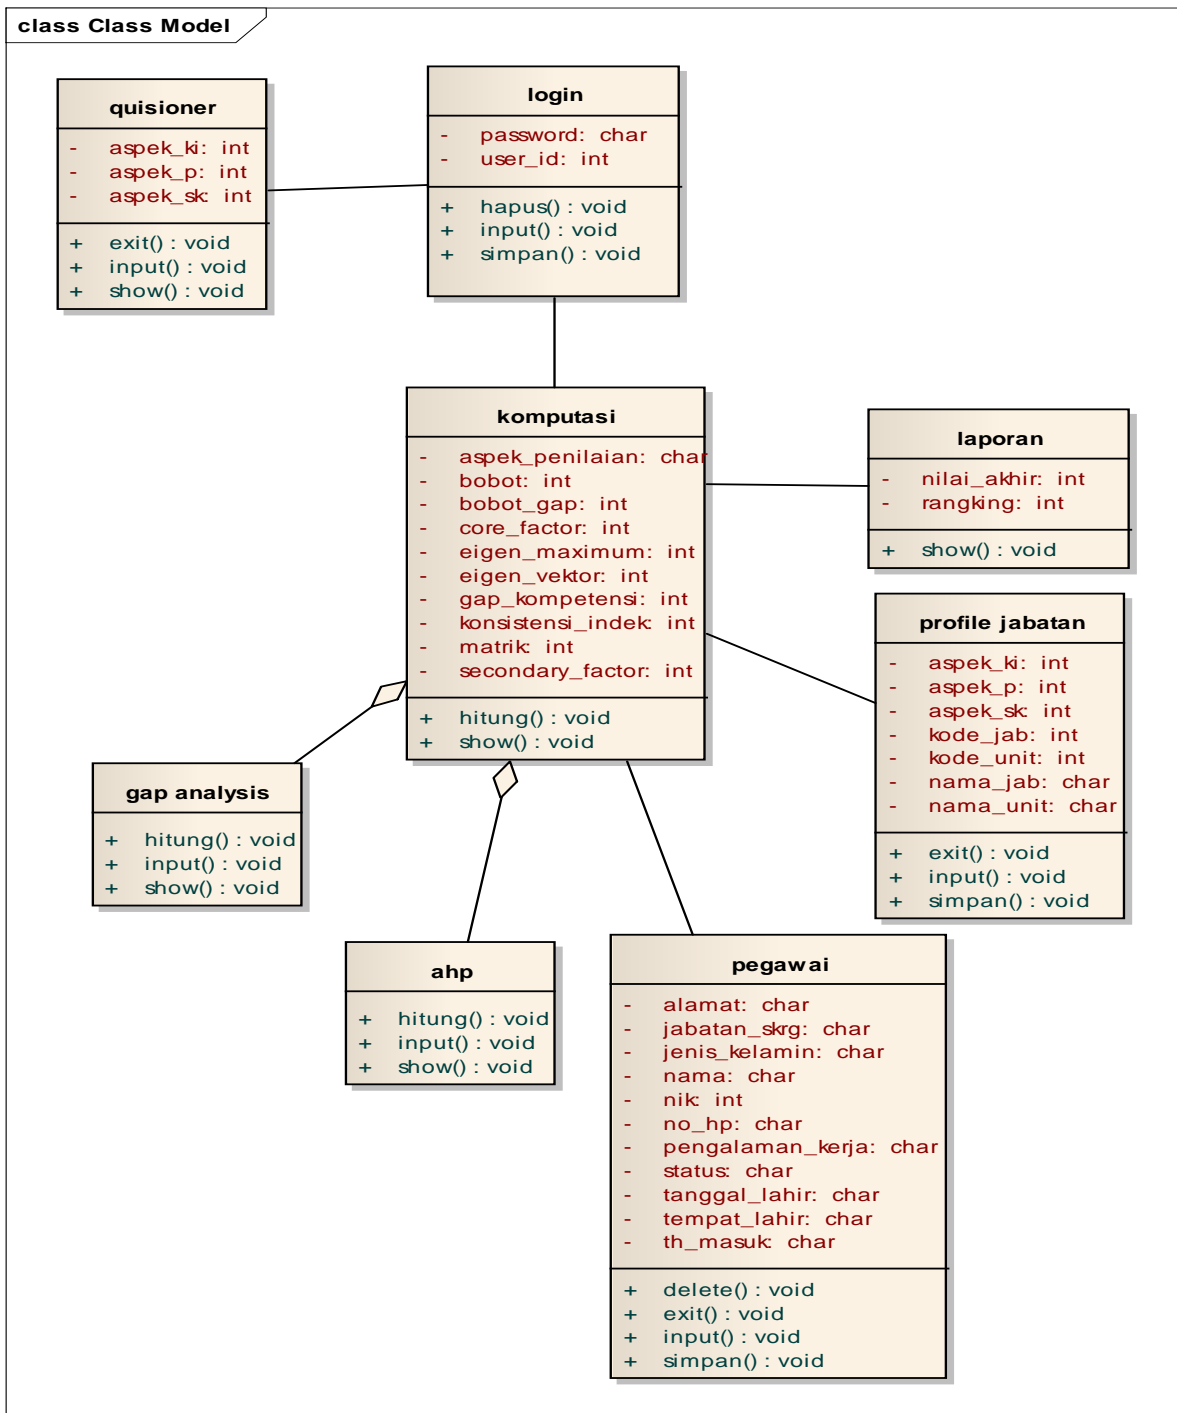 class Class Model
quisioner
- aspek_ki: int
- aspek_p: int
- aspek_sk: int
+ exit() : void
+ input() : void
+ show() : void
login
- password: char
- user_id: int
+ hapus() : void
+ input() : void
+ simpan() : void
komputasi
- aspek_penilaian: char
- bobot: int
- bobot_gap: int
- core_factor: int
- eigen_maximum: int
- eigen_vektor: int
- gap_kompetensi: int
- konsistensi_indek: int
- matrik: int
- secondary_factor: int
+ hitung() : void
+ show() : void
laporan
- nilai_akhir: int
- rangking: int
+ show() : void
profile jabatan
- aspek_ki: int
- aspek_p: int
- aspek_sk: int
- kode_jab: int
- kode_unit: int
- nama_jab: char
- nama_unit: char
+ exit() : void
+ input() : void
+ simpan() : void
gap analysis
+ hitung() : void
+ input() : void
+ show() : void
ahp
+ hitung() : void
+ input() : void
+ show() : void
pegawai
- alamat: char
- jabatan_skrg: char
- jenis_kelamin: char
- nama: char
- nik: int
- no_hp: char
- pengalaman_kerja: char
- status: char
- tanggal_lahir: char
- tempat_lahir: char
- th_masuk: char
+ delete() : void
+ exit() : void
+ input() : void
+ simpan() : void